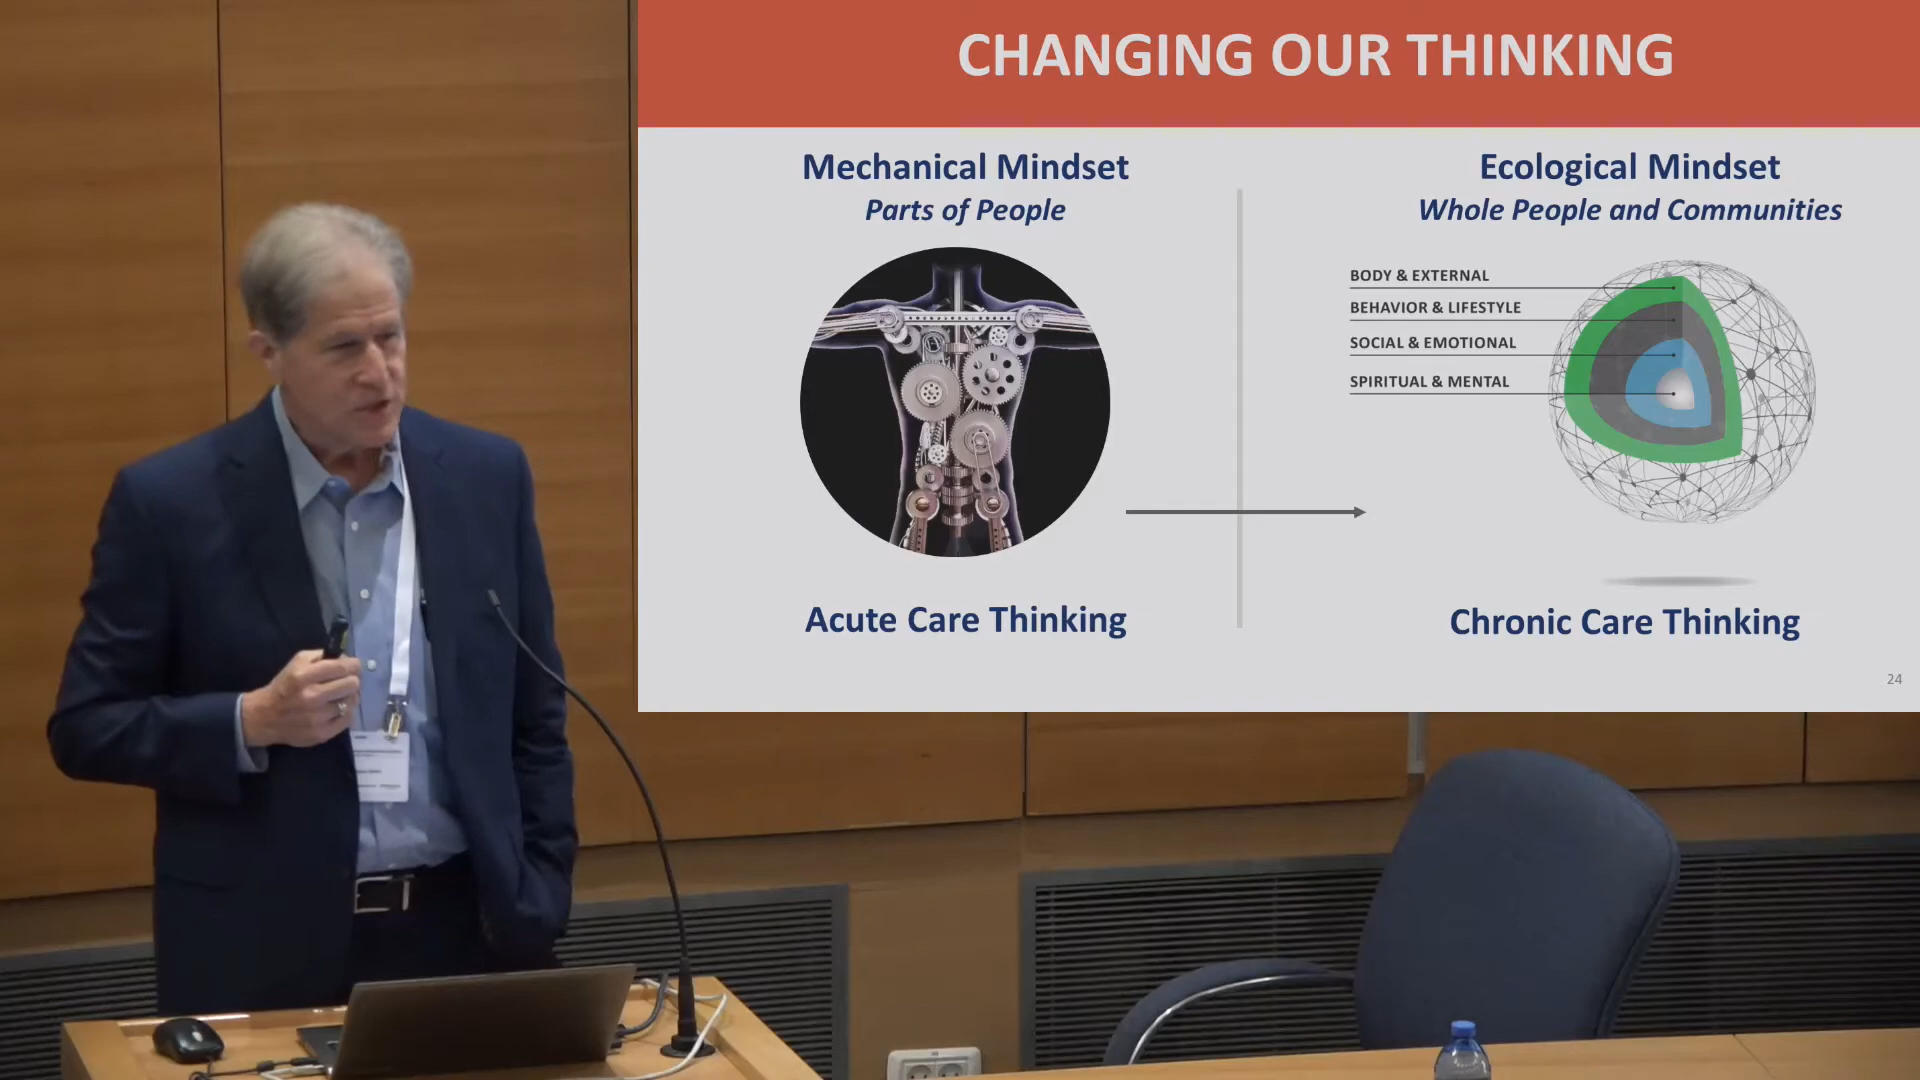 CHANGING OUR THINKING
Mechanical Mindset
Parts of People
Acute Care Thinking
Ecological Mindset
Whole People and Communities
BODY & EXTERNAL
BEHAVIOR & LIFESTYLE
SOCIAL & EMOTIONAL
SPIRITUAL & MENTAL
Chronic Care Thinking
24